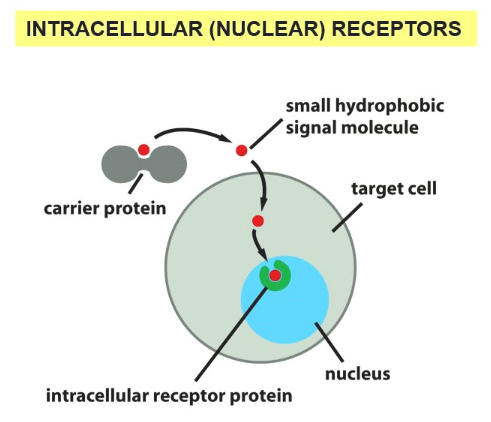 INTRACELLULAR (NUCLEAR) RECEPTORS
small hydrophobic
signal molecule
target cell
carrier protein
nucleus
intracellular receptor protein